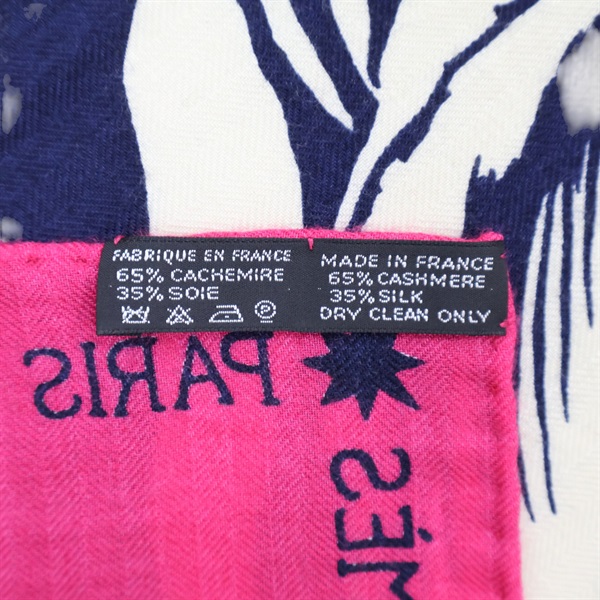 FABRIQUE EN FRANCE
65% CACHEMIRE
35% SOIE
MADE IN FRANCE
65% CASHMERE
35% SILK
DRY CLEAN ONLY
PARIS